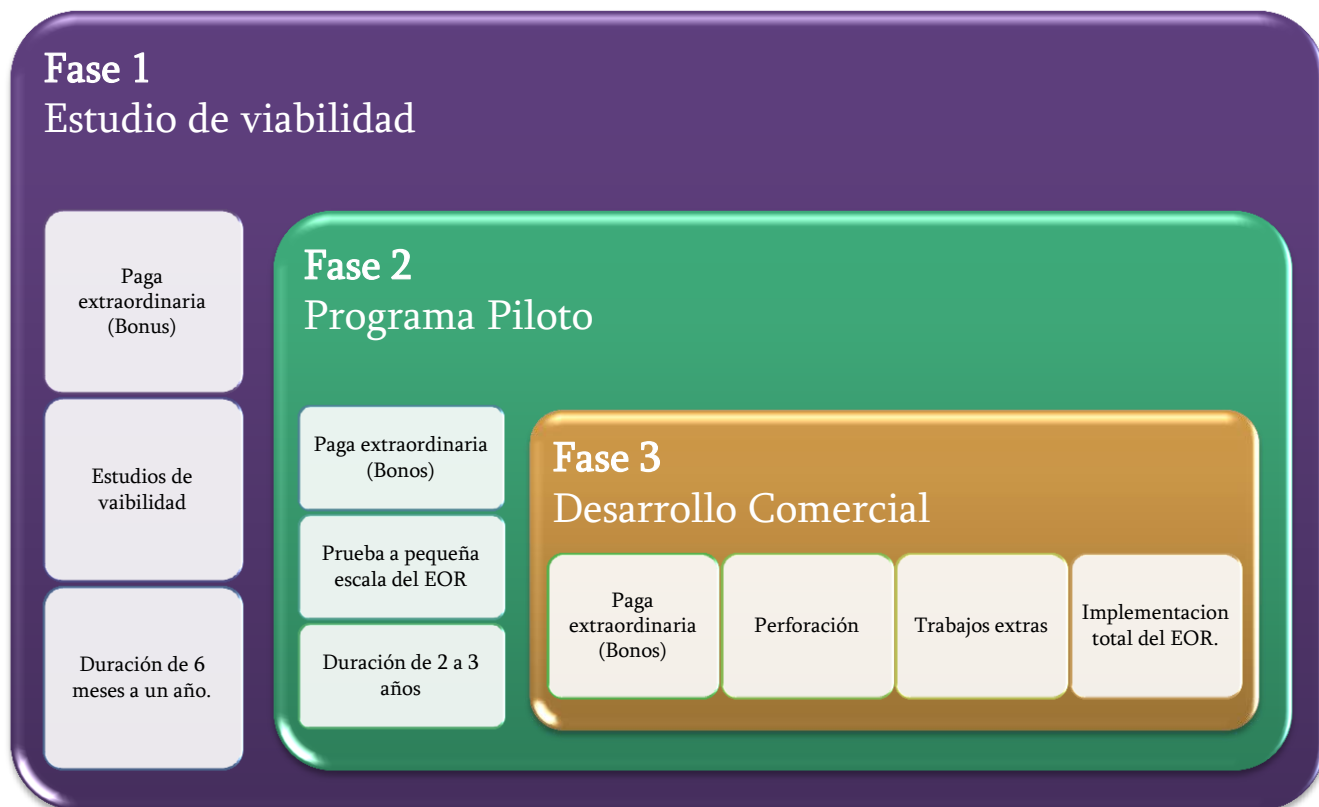 Fase 1
Estudio de viabilidad
Paga
extraordinaria
(Bonus)
Estudios de
vaibilidad
Duración de 6
meses a un año.
Fase 2
Programa Piloto
Paga extraordinaria
(Bonos)
Prueba a pequeña
escala del EOR
Duración de 2 a 3
años
Fase 3
Desarrollo Comercial
Paga
extraordinaria
(Bonos)
Perforación
Trabajos extras
Implementacion
total del EOR.